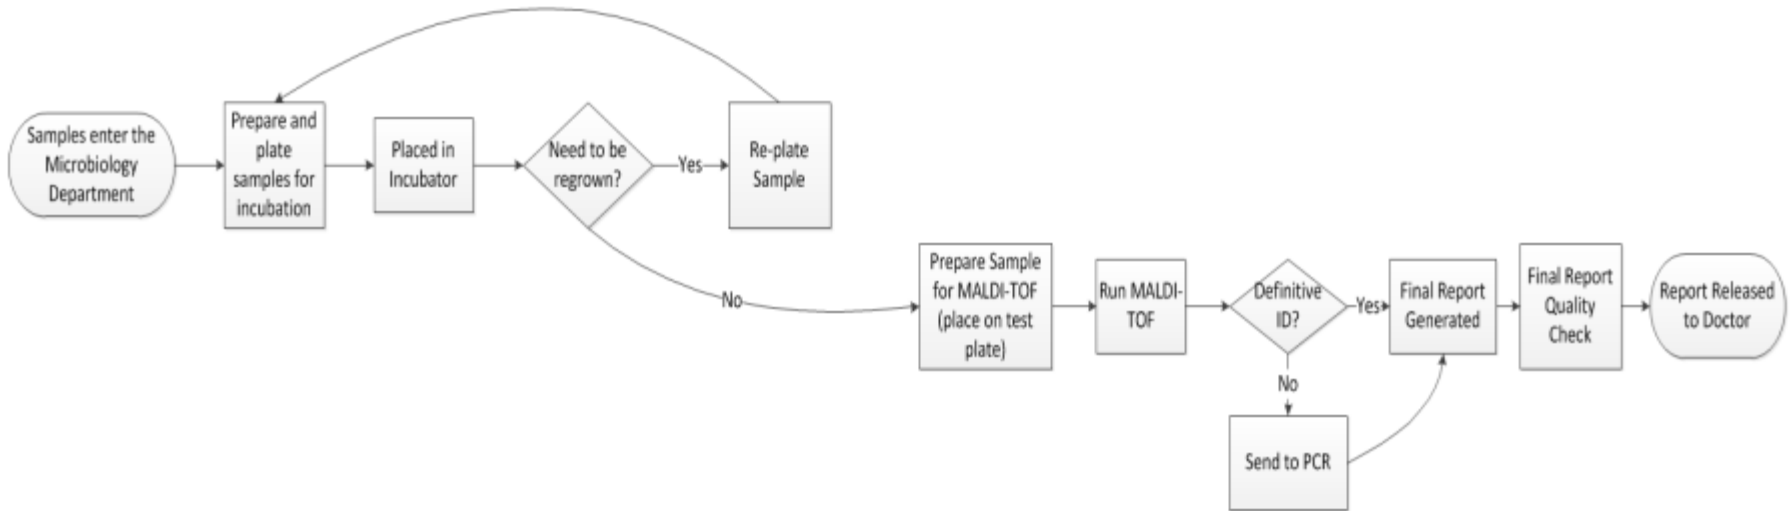 Samples enter the
Microbiology
Department
Prepare and
plate
samples for
incubation
Placed in
Incubator
Need to be
regrown?
Yes
Re-plate
Sample
No
Prepare Sample
for MALDI-TOF
(place on test
plate)
Run MALDI-
TOF
Definitive
ID?
Yes
Final Report
Generated
Final Report
Quality
Check
Report Released
to Doctor
No
Send to PCR